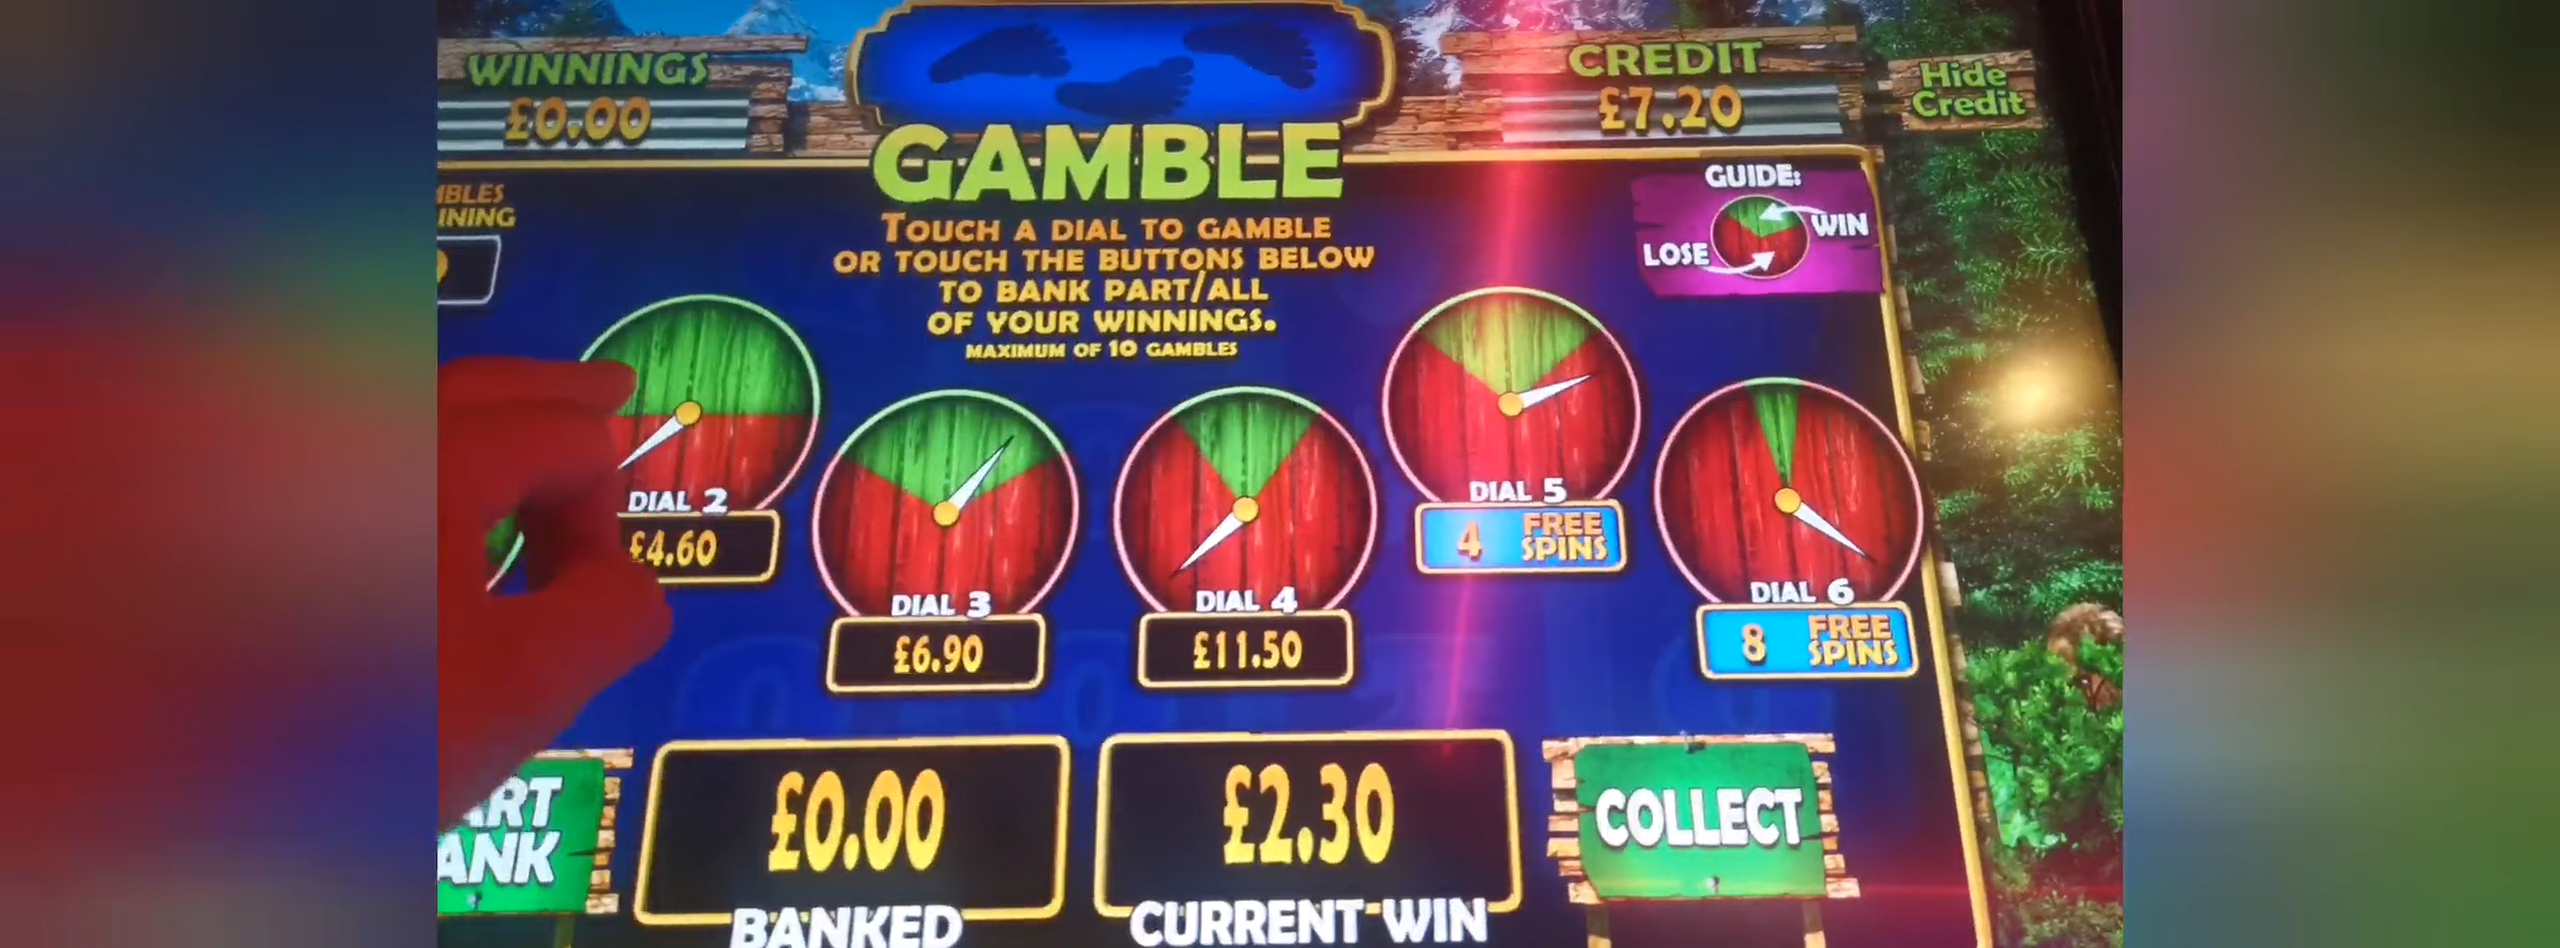 WINNINGS
£0.00
CREDIT
£7.20
Hide
Credit
GAMBLE
TOUCH A DIAL TO GAMBLE
OR TOUCH THE BUTTONS BELOW
TO BANK PART/ALL
OF YOUR WINNINGS.
MAXIMUM OF 10 GAMBLES
GUIDE:
WIN
LOSE
DIAL 2
£4.60
DIAL 3
£6.90
DIAL 4
£11.50
DIAL 5
4 FREE
SPINS
DIAL 6
8 FREE
SPINS
£0.00
BANKED
£2.30
CURRENT WIN
COLLECT